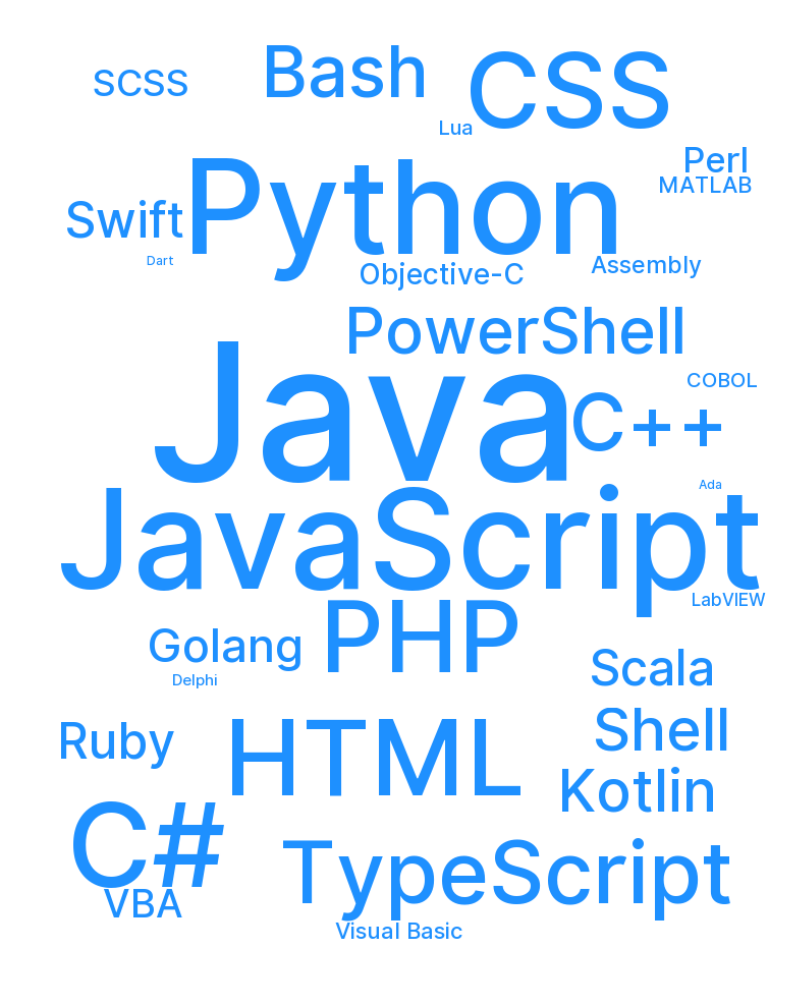 SCSS
Bash
CSS
Lua
Perl
MATLAB
Python
Swift
Dart
Objective-C
Assembly
PowerShell
Java
COBOL
C++
Ada
JavaScript
LabVIEW
PHP
Golang
Delphi
Scala
Ruby
HTML
Shell
Kotlin
C#
TypeScript
VBA
Visual Basic